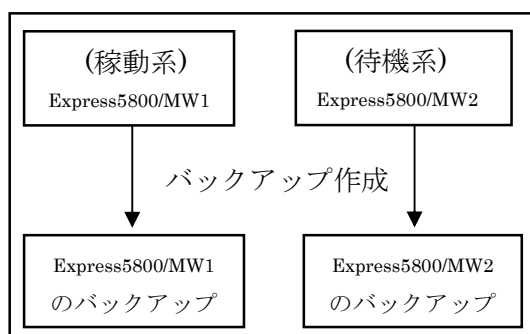 (稼動系)
Express5800/MW1
(待機系)
Express5800/MW2
バックアップ作成
Express5800/MW1
のバックアップ
Express5800/MW2
のバックアップ